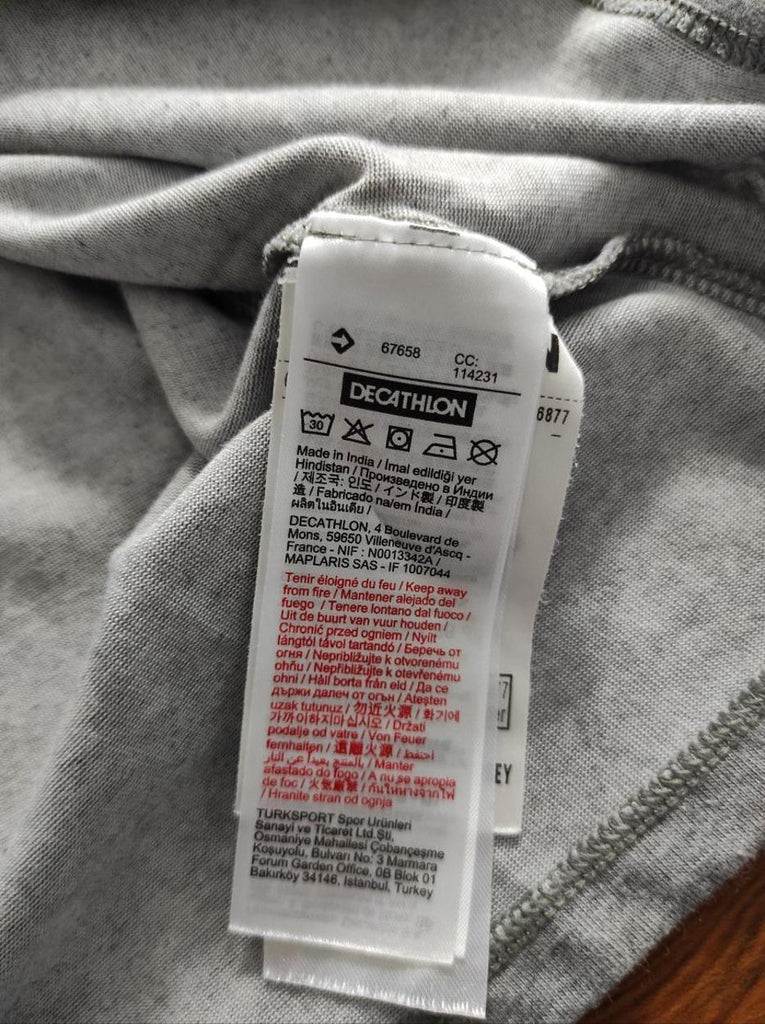 67658 CC:
114231
DECATHLON
30
Made in India / İmal edildiği yer
Hindistan / Произведено в Индии
/ 제조국: 인도 / インド製 / 印度製
造 / Fabricado na/em Índia /
ผลิตในอินเดีย /
DECATHLON, 4 Boulevard de
Mons, 59650 Villeneuve d'Ascq -
France - NIF : N0013342A /
MAPLARIS SAS - IF 1007044
Tenir éloigné du feu / Keep away
from fire / Mantener alejado del
fuego / Tenere lontano dal fuoco /
Uit de buurt van vuur houden /
Chronić przed ogniem / Nyílt
lángtól távol tartandó / Беречь от
огня / Nepribližujte k otvorenému
ohňu / Nepřibližujte k otevřenému
ohni / Håll borta från eld / Да се
държи далеч от огън / Ateşten
uzak tutunuz / 勿近火源 / 화기에
가까이하지마십시오 / Držati
podalje od vatre / Von Feuer
fernhalten / 遠離火源 / احتفظ
بالمنتج بعيدا عن النار / Manter
afastado do fogo / A nu se apropia
de foc / 火気厳禁 / กันให้ห่างจากไฟ
/ Hraniti stran od ognja
TURKSPORT Spor Ürünleri
Sanayi ve Ticaret Ltd.Şti,
Osmaniye Mahallesi Çobançeşme
Koşuyolu, Bulvarı No: 3 Marmara
Forum Garden Office, 0B Blok 01
Bakırköy 34146, Istanbul, Turkey
6877
EY